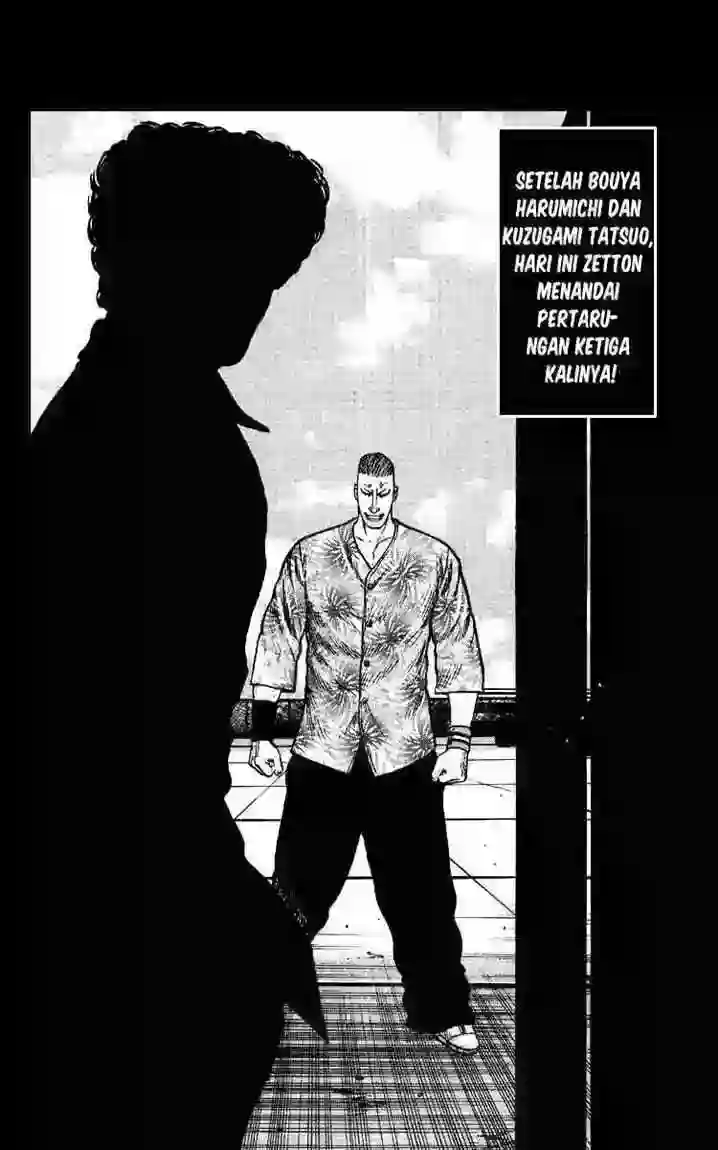 SETELAH BOUYA
HARUMICHI DAN
KUZUGAMI TATSUO,
HARI INI ZETTON
MENANDAI
PERTARU-
NGAN KETIGA
KALINYA!